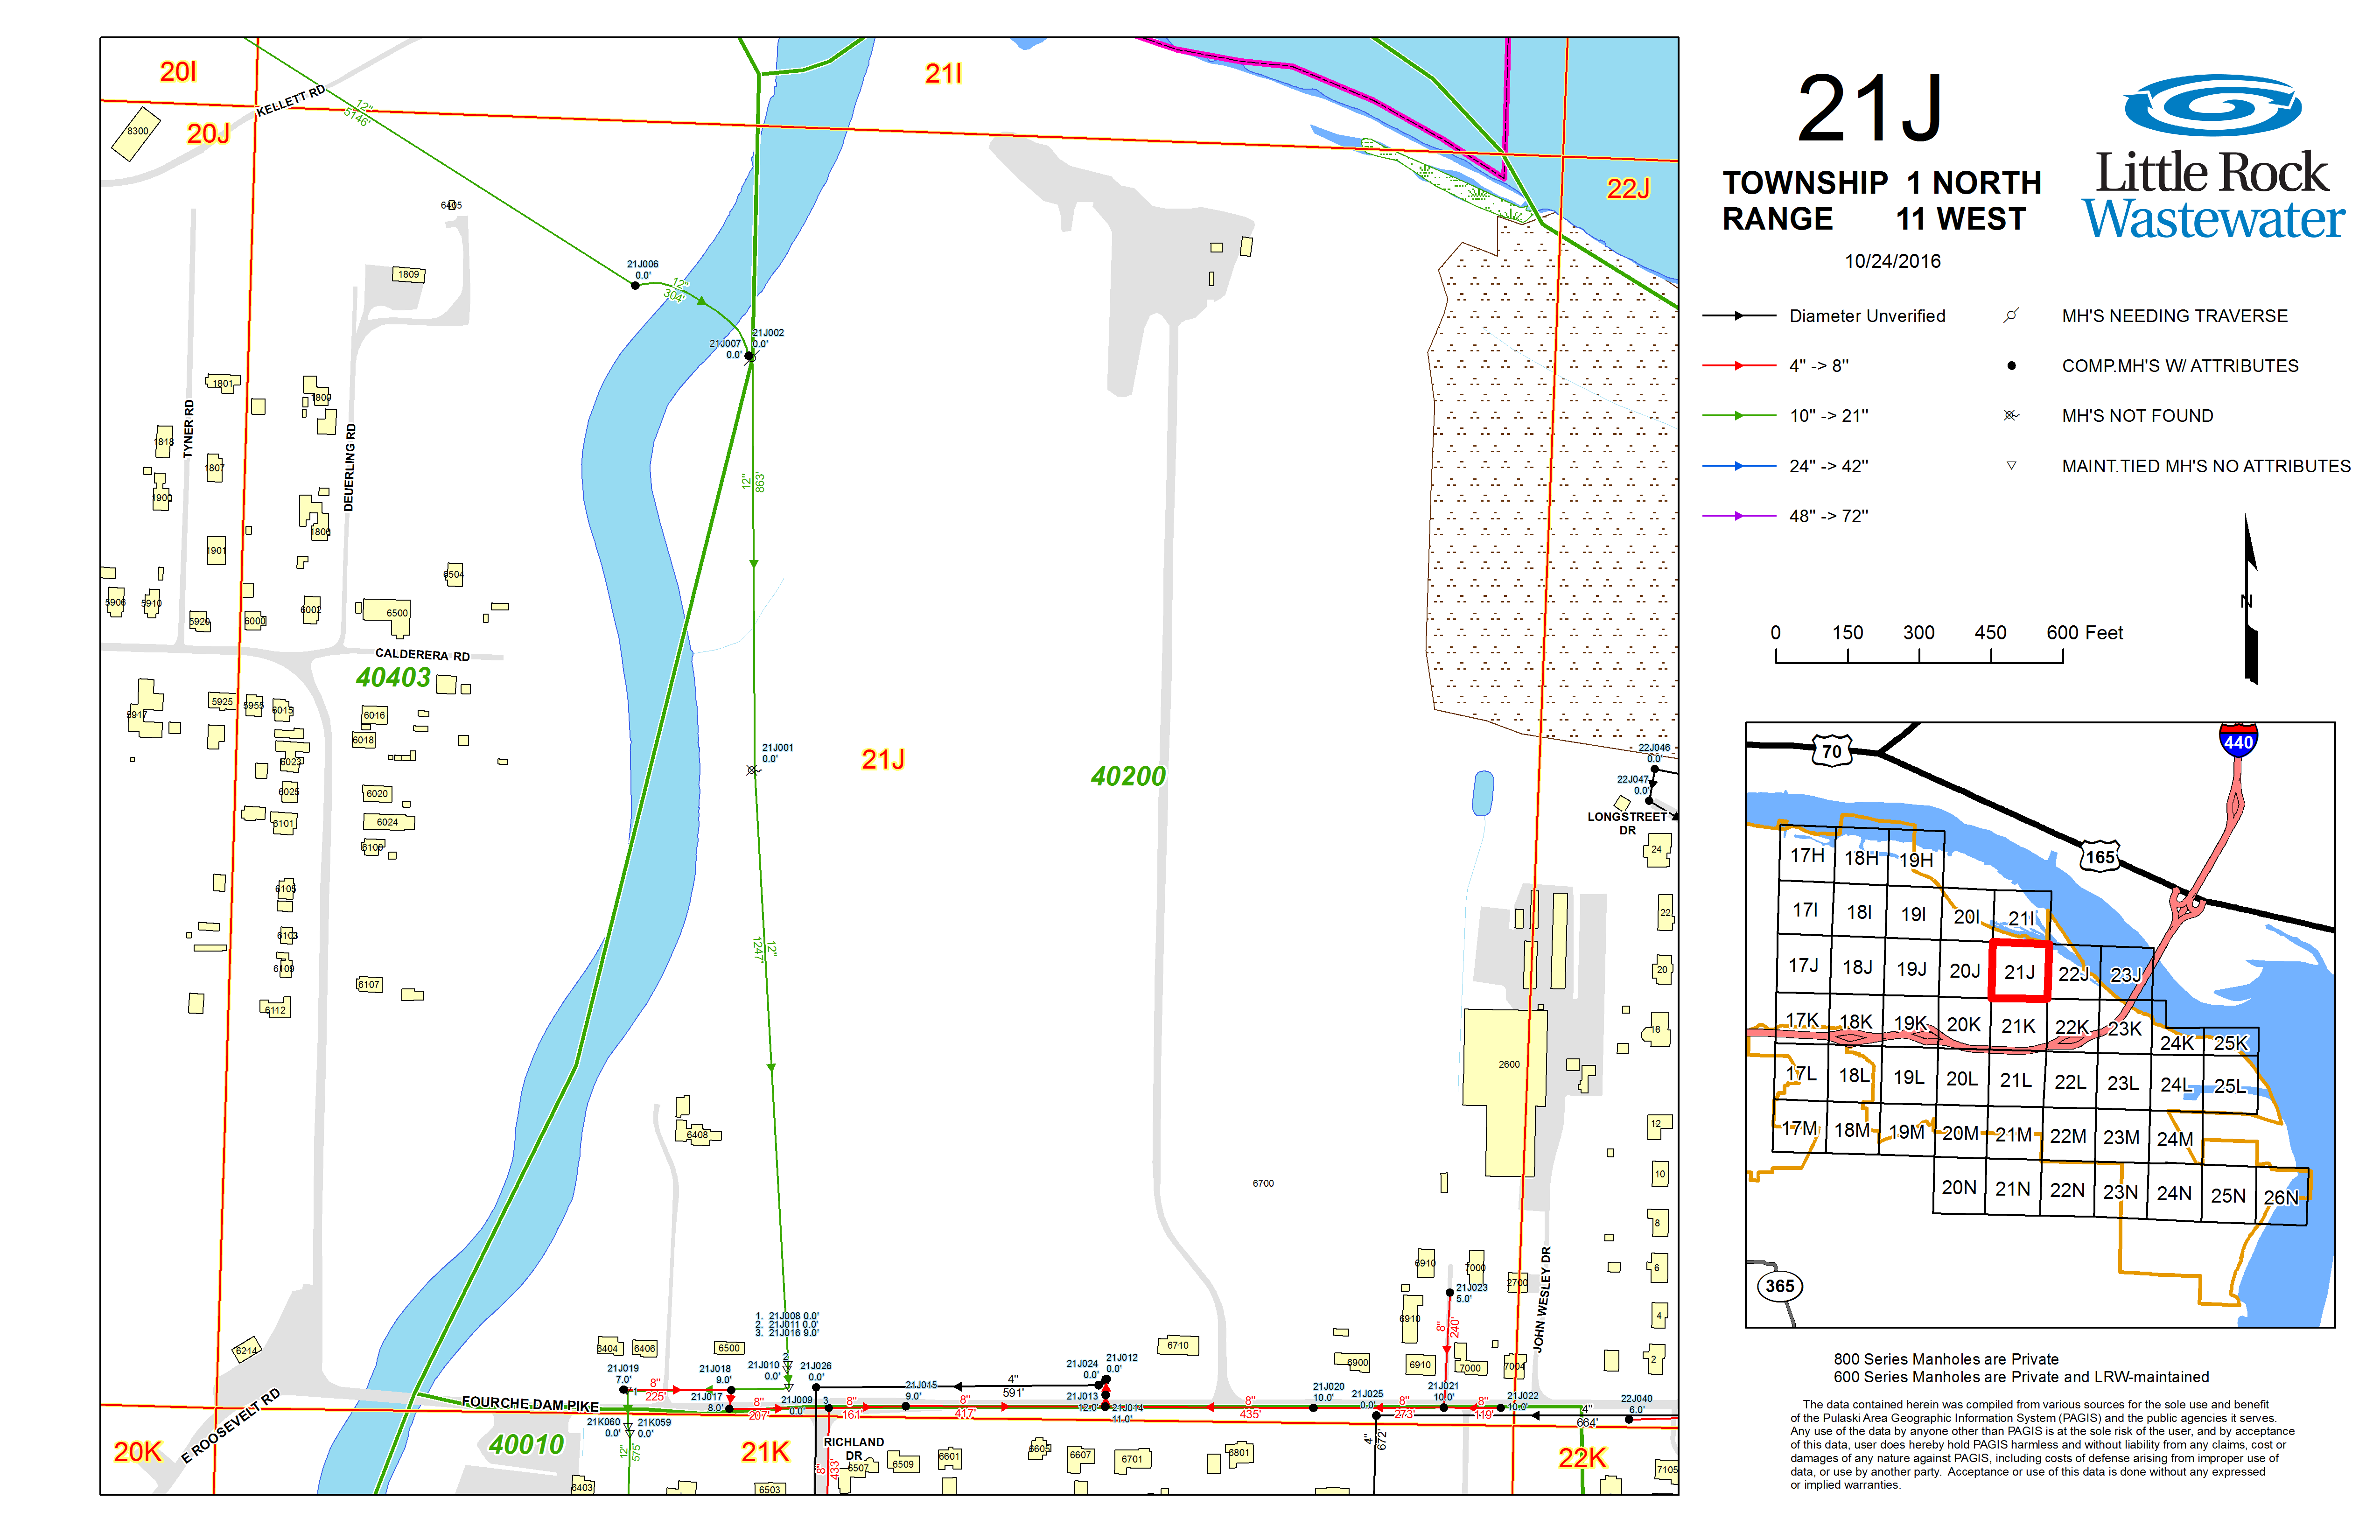 21J
TOWNSHIP 1 NORTH
RANGE 11 WEST
10/24/2016
Little Rock
Wastewater
Diameter Unverified
4" -> 8"
10" -> 21"
24" -> 42"
48" -> 72"
MH'S NEEDING TRAVERSE
COMP.MH'S W/ ATTRIBUTES
MH'S NOT FOUND
MAINT.TIED MH'S NO ATTRIBUTES
N
0 150 300 450 600 Feet
20I
21I
20J
22J
KELLETT RD
12"
5146'
8300
6405
1809
21J006
0.0'
12"
304'
21J002
0.0'
21J007
0.0'
1801
1809
TYNER RD
DEUERLING RD
1818
1807
1900
1800
1901
12"
863'
6504
5906
5910
5920
6000
6002
6500
CALDERERA RD
40403
5917
5925
5955
6015
6016
6018
6023
6025
6020
6101
6024
6100
21J001
0.0'
21J
40200
22J046
0.0'
22J047
0.0'
LONGSTREET
DR
24
22
20
18
12
10
8
6
4
2
6105
6103
6109
6107
6112
12"
1247'
2600
6408
6700
JOHN WESLEY DR
6910
7000
2700
21J023
5.0'
6910
8"
240'
1. 21J008 0.0'
2. 21J011 0.0'
3. 21J016 9.0'
6214
6404
6406
6500
6710
6900
6910
7000
7004
21J019
7.0'
21J018
9.0'
21J010
0.0'
2
21J026
0.0'
21J024
0.0'
21J012
0.0'
8"
225'
1
21J017
8.0'
21J009
0.0'
3
21J015
9.0'
4"
591'
21J013
12.0'
21J014
11.0'
21J020
10.0'
21J025
0.0'
21J021
10.0'
21J022
10.0'
22J040
6.0'
8"
207'
8"
161'
8"
417'
8"
435'
8"
273'
8"
119'
4"
664'
FOURCHE DAM PIKE
E ROOSEVELT RD
21K060
0.0'
21K059
0.0'
20K
40010
12"
575'
21K
RICHLAND
DR
8"
433'
4"
672'
22K
6403
6503
6507
6509
6601
6607
6701
6801
7105
70
440
165
365
17H 18H 19H
17I 18I 19I 20I 21I
17J 18J 19J 20J 21J 22J 23J
17K 18K 19K 20K 21K 22K 23K 24K 25K
17L 18L 19L 20L 21L 22L 23L 24L 25L
17M 18M 19M 20M 21M 22M 23M 24M
20N 21N 22N 23N 24N 25N 26N
800 Series Manholes are Private
600 Series Manholes are Private and LRW-maintained
The data contained herein was compiled from various sources for the sole use and benefit
of the Pulaski Area Geographic Information System (PAGIS) and the public agencies it serves.
Any use of the data by anyone other than PAGIS is at the sole risk of the user, and by acceptance
of this data, user does hereby hold PAGIS harmless and without liability from any claims, cost or
damages of any nature against PAGIS, including costs of defense arising from improper use of
data, or use by another party. Acceptance or use of this data is done without any expressed
or implied warranties.